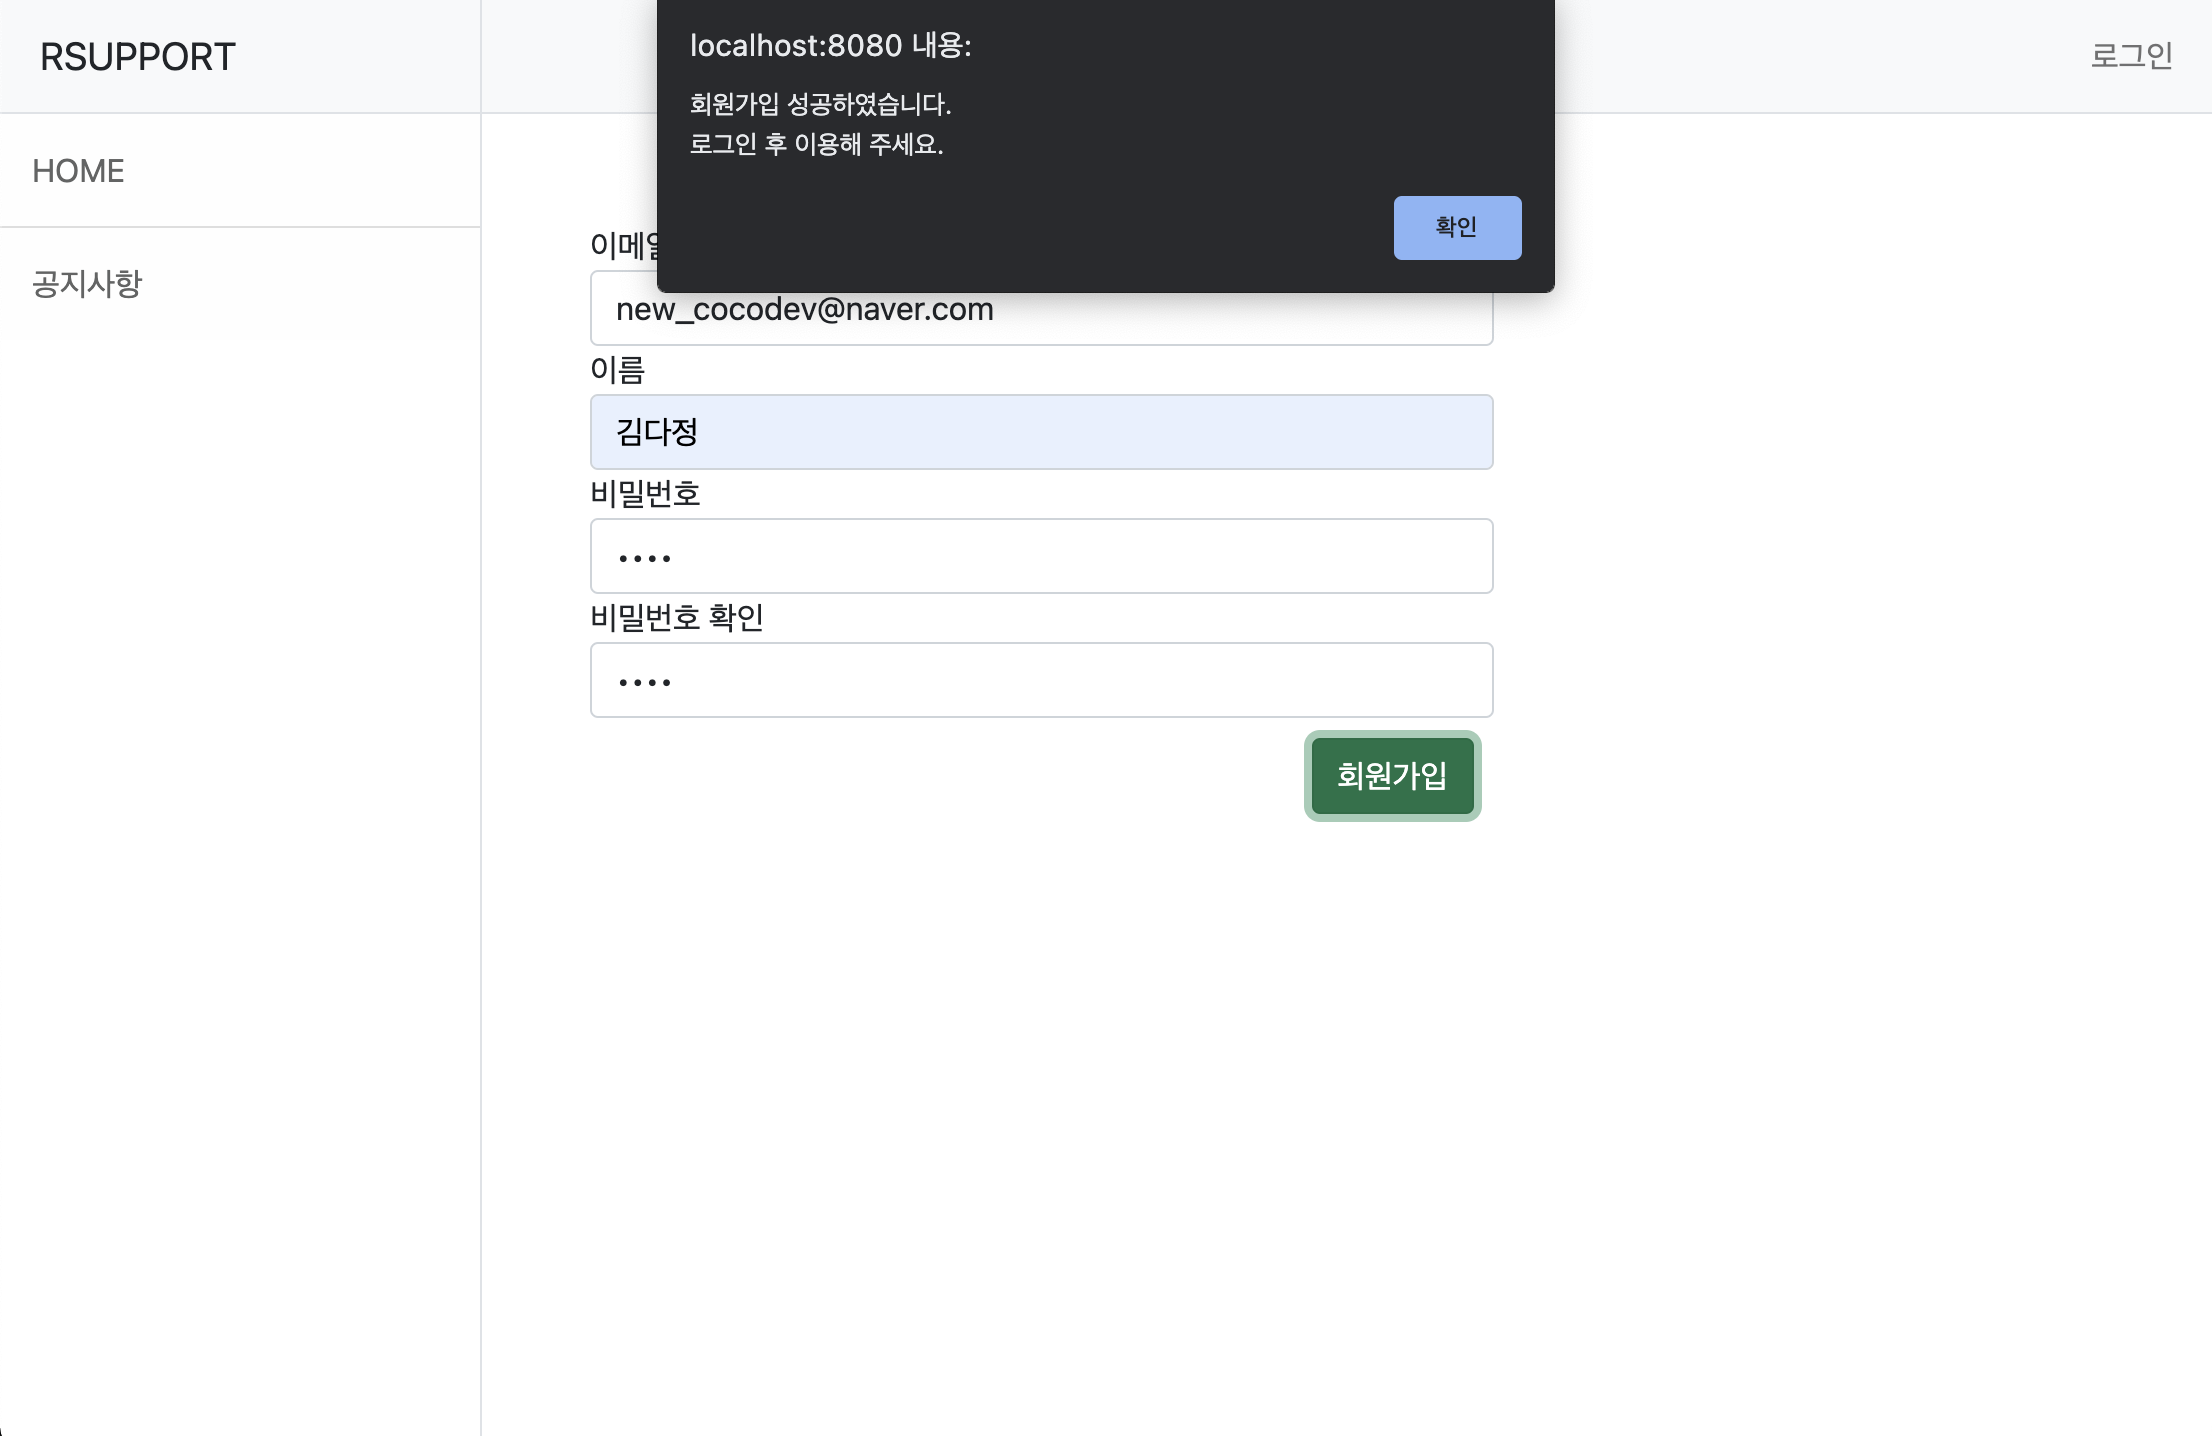 RSUPPORT
로그인
localhost:8080 내용:
회원가입 성공하였습니다.
로그인 후 이용해 주세요.
확인
HOME
공지사항
이메일
new_cocodev@naver.com
이름
김다정
비밀번호
••••
비밀번호 확인
••••
회원가입